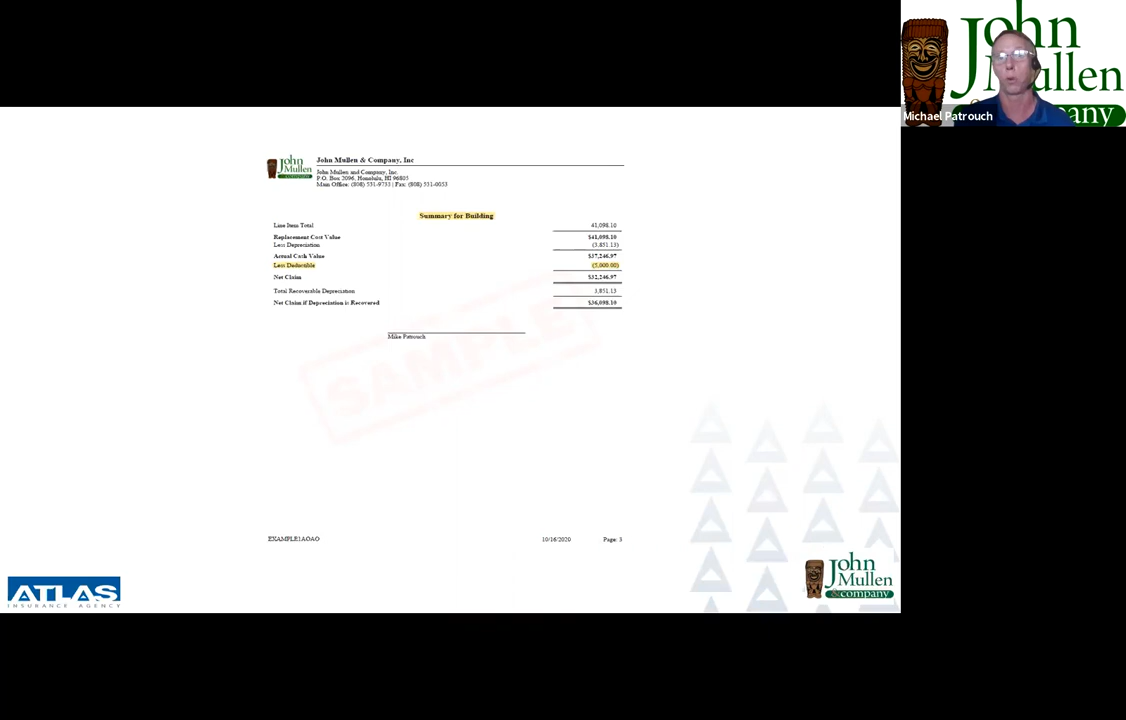 John
Mullen
& company
Michael Patrouch
John
Mullen
& company
John Mullen & Company, Inc
John Mullen and Company, Inc.
P.O. Box 2096, Honolulu, HI 96805
Main Office: (808) 531-9733 | Fax: (808) 531-0053
Summary for Building
Line Item Total 41,098.10
Replacement Cost Value $41,098.10
Less Depreciation (3,851.13)
Actual Cash Value $37,246.97
Less Deductible (5,000.00)
Net Claim $32,246.97
Total Recoverable Depreciation 3,851.13
Net Claim if Depreciation is Recovered $36,098.10
Mike Patrouch
SAMPLE
EXAMPLE1AOAO 10/16/2020 Page: 3
ATLAS
INSURANCE AGENCY
John
Mullen
& company